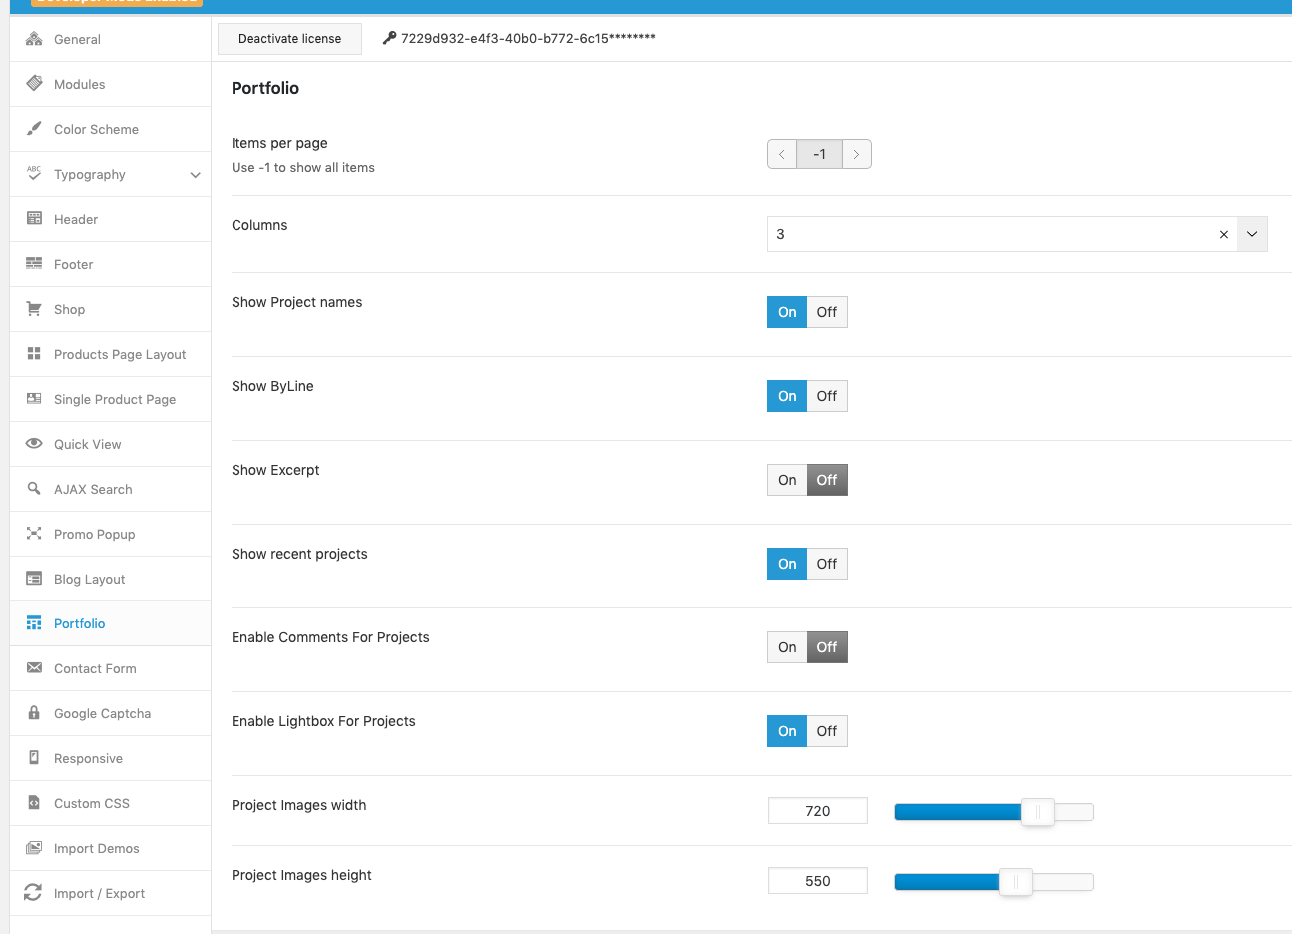 Developer Mode Enabled
General
Modules
Color Scheme
ABC
Typography
Header
Footer
Shop
Products Page Layout
Single Product Page
Quick View
AJAX Search
Promo Popup
Blog Layout
Portfolio
Contact Form
Google Captcha
Responsive
Custom CSS
Import Demos
Import / Export
Deactivate license 7229d932-e4f3-40b0-b772-6c15********
Portfolio
Items per page
Use -1 to show all items
-1
Columns
3
Show Project names
On Off
Show ByLine
On Off
Show Excerpt
On Off
Show recent projects
On Off
Enable Comments For Projects
On Off
Enable Lightbox For Projects
On Off
Project Images width
720
Project Images height
550